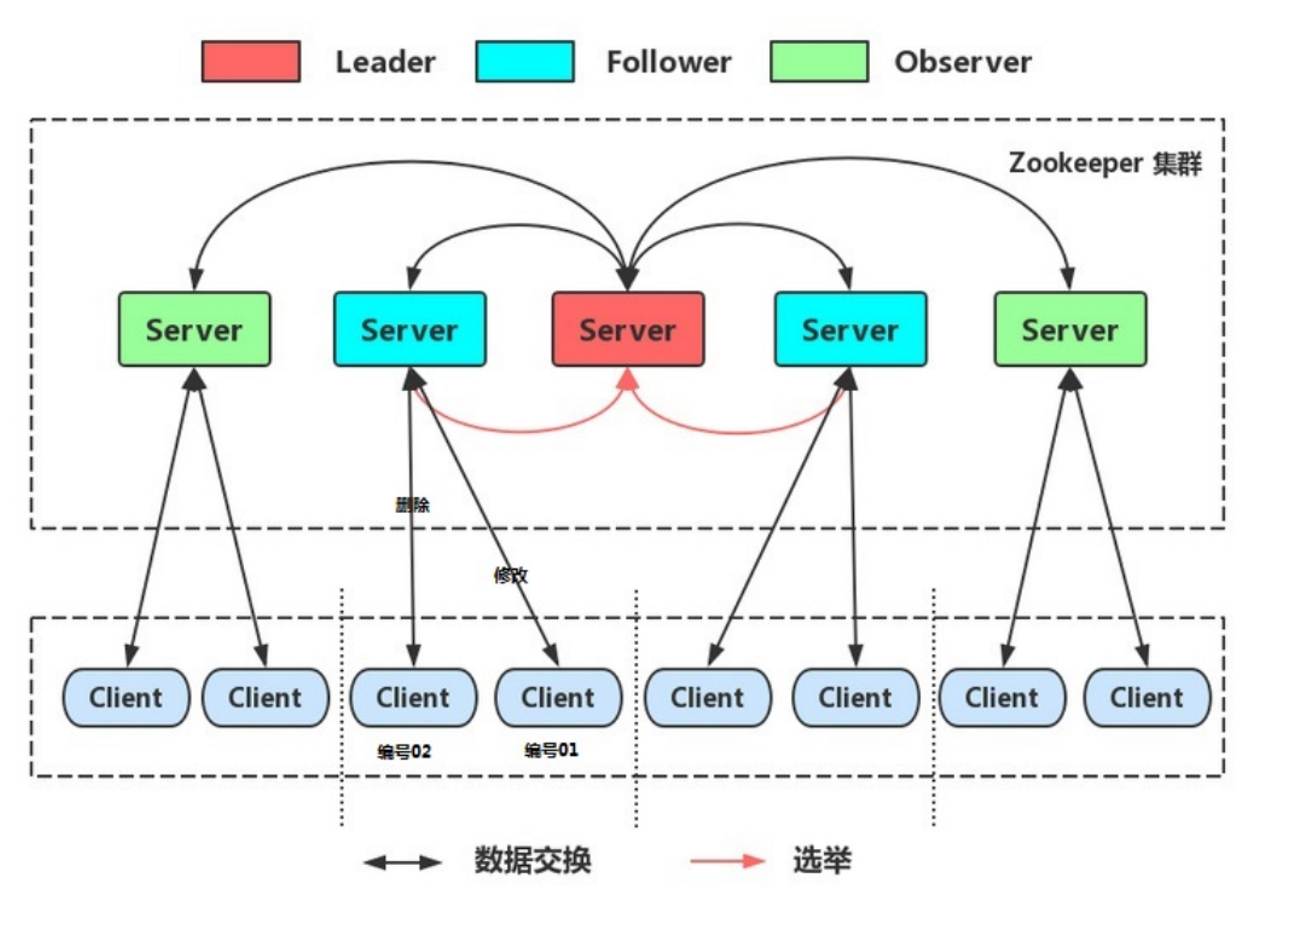 Leader
Follower
Observer
Zookeeper 集群
Server
Server
Server
Server
Server
删除
修改
Client
Client
Client
Client
Client
Client
Client
Client
编号02
编号01
数据交换
选举